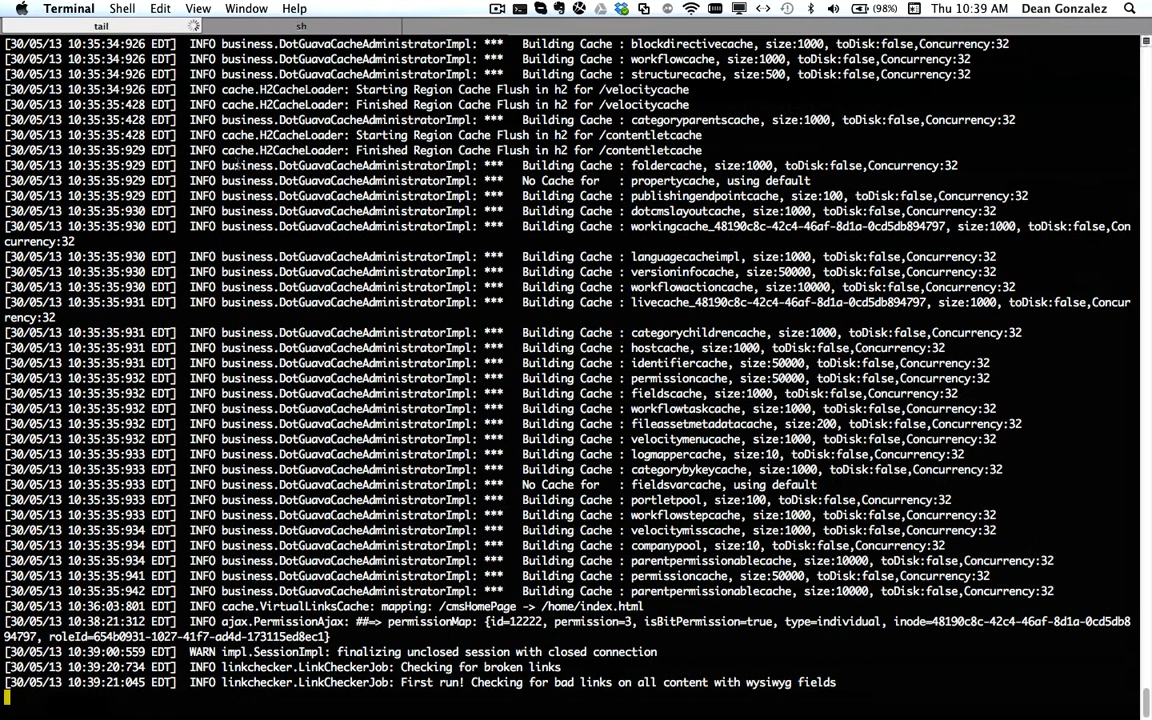 Terminal Shell Edit View Window Help (98%) Thu 10:39 AM Dean Gonzalez
tail sh
[30/05/13 10:35:34:926 EDT]  INFO business.DotGuavaCacheAdministratorImpl: ***   Building Cache : blockdirectivecache, size:1000, toDisk:false,Concurrency:32
[30/05/13 10:35:34:926 EDT]  INFO business.DotGuavaCacheAdministratorImpl: ***   Building Cache : workflowcache, size:1000, toDisk:false,Concurrency:32
[30/05/13 10:35:34:926 EDT]  INFO business.DotGuavaCacheAdministratorImpl: ***   Building Cache : structurecache, size:500, toDisk:false,Concurrency:32
[30/05/13 10:35:34:926 EDT]  INFO cache.H2CacheLoader: Starting Region Cache Flush in h2 for /velocitycache
[30/05/13 10:35:35:428 EDT]  INFO cache.H2CacheLoader: Finished Region Cache Flush in h2 for /velocitycache
[30/05/13 10:35:35:428 EDT]  INFO business.DotGuavaCacheAdministratorImpl: ***   Building Cache : categoryparentscache, size:1000, toDisk:false,Concurrency:32
[30/05/13 10:35:35:428 EDT]  INFO cache.H2CacheLoader: Starting Region Cache Flush in h2 for /contentletcache
[30/05/13 10:35:35:929 EDT]  INFO cache.H2CacheLoader: Finished Region Cache Flush in h2 for /contentletcache
[30/05/13 10:35:35:929 EDT]  INFO business.DotGuavaCacheAdministratorImpl: ***   Building Cache : foldercache, size:1000, toDisk:false,Concurrency:32
[30/05/13 10:35:35:929 EDT]  INFO business.DotGuavaCacheAdministratorImpl: ***   No Cache for   : propertycache, using default
[30/05/13 10:35:35:929 EDT]  INFO business.DotGuavaCacheAdministratorImpl: ***   Building Cache : publishingendpointcache, size:100, toDisk:false,Concurrency:32
[30/05/13 10:35:35:930 EDT]  INFO business.DotGuavaCacheAdministratorImpl: ***   Building Cache : dotcmslayoutcache, size:1000, toDisk:false,Concurrency:32
[30/05/13 10:35:35:930 EDT]  INFO business.DotGuavaCacheAdministratorImpl: ***   Building Cache : workingcache_48190c8c-42c4-46af-8d1a-0cd5db894797, size:1000, toDisk:false,Con
currency:32
[30/05/13 10:35:35:930 EDT]  INFO business.DotGuavaCacheAdministratorImpl: ***   Building Cache : languagecacheimpl, size:1000, toDisk:false,Concurrency:32
[30/05/13 10:35:35:930 EDT]  INFO business.DotGuavaCacheAdministratorImpl: ***   Building Cache : versioninfocache, size:50000, toDisk:false,Concurrency:32
[30/05/13 10:35:35:930 EDT]  INFO business.DotGuavaCacheAdministratorImpl: ***   Building Cache : workflowactioncache, size:10000, toDisk:false,Concurrency:32
[30/05/13 10:35:35:931 EDT]  INFO business.DotGuavaCacheAdministratorImpl: ***   Building Cache : livecache_48190c8c-42c4-46af-8d1a-0cd5db894797, size:1000, toDisk:false,Concur
rency:32
[30/05/13 10:35:35:931 EDT]  INFO business.DotGuavaCacheAdministratorImpl: ***   Building Cache : categorychildrencache, size:1000, toDisk:false,Concurrency:32
[30/05/13 10:35:35:931 EDT]  INFO business.DotGuavaCacheAdministratorImpl: ***   Building Cache : hostcache, size:1000, toDisk:false,Concurrency:32
[30/05/13 10:35:35:931 EDT]  INFO business.DotGuavaCacheAdministratorImpl: ***   Building Cache : identifiercache, size:50000, toDisk:false,Concurrency:32
[30/05/13 10:35:35:932 EDT]  INFO business.DotGuavaCacheAdministratorImpl: ***   Building Cache : permissioncache, size:50000, toDisk:false,Concurrency:32
[30/05/13 10:35:35:932 EDT]  INFO business.DotGuavaCacheAdministratorImpl: ***   Building Cache : fieldscache, size:1000, toDisk:false,Concurrency:32
[30/05/13 10:35:35:932 EDT]  INFO business.DotGuavaCacheAdministratorImpl: ***   Building Cache : workflowtaskcache, size:1000, toDisk:false,Concurrency:32
[30/05/13 10:35:35:932 EDT]  INFO business.DotGuavaCacheAdministratorImpl: ***   Building Cache : fileassetmetadatacache, size:200, toDisk:false,Concurrency:32
[30/05/13 10:35:35:932 EDT]  INFO business.DotGuavaCacheAdministratorImpl: ***   Building Cache : velocitymenucache, size:1000, toDisk:false,Concurrency:32
[30/05/13 10:35:35:933 EDT]  INFO business.DotGuavaCacheAdministratorImpl: ***   Building Cache : logmappercache, size:10, toDisk:false,Concurrency:32
[30/05/13 10:35:35:933 EDT]  INFO business.DotGuavaCacheAdministratorImpl: ***   Building Cache : categorybykeycache, size:1000, toDisk:false,Concurrency:32
[30/05/13 10:35:35:933 EDT]  INFO business.DotGuavaCacheAdministratorImpl: ***   No Cache for   : fieldsvarcache, using default
[30/05/13 10:35:35:933 EDT]  INFO business.DotGuavaCacheAdministratorImpl: ***   Building Cache : portletpool, size:100, toDisk:false,Concurrency:32
[30/05/13 10:35:35:933 EDT]  INFO business.DotGuavaCacheAdministratorImpl: ***   Building Cache : workflowstepcache, size:1000, toDisk:false,Concurrency:32
[30/05/13 10:35:35:934 EDT]  INFO business.DotGuavaCacheAdministratorImpl: ***   Building Cache : velocitymisscache, size:1000, toDisk:false,Concurrency:32
[30/05/13 10:35:35:934 EDT]  INFO business.DotGuavaCacheAdministratorImpl: ***   Building Cache : companypool, size:10, toDisk:false,Concurrency:32
[30/05/13 10:35:35:934 EDT]  INFO business.DotGuavaCacheAdministratorImpl: ***   Building Cache : parentpermissionablecache, size:10000, toDisk:false,Concurrency:32
[30/05/13 10:35:35:941 EDT]  INFO business.DotGuavaCacheAdministratorImpl: ***   Building Cache : permissioncache, size:50000, toDisk:false,Concurrency:32
[30/05/13 10:35:35:942 EDT]  INFO business.DotGuavaCacheAdministratorImpl: ***   Building Cache : parentpermissionablecache, size:10000, toDisk:false,Concurrency:32
[30/05/13 10:36:03:801 EDT]  INFO cache.VirtualLinksCache: mapping: /cmsHomePage -> /home/index.html
[30/05/13 10:38:21:312 EDT]  INFO ajax.PermissionAjax: ##=> permissionMap: {id=12222, permission=3, isBitPermission=true, type=individual, inode=48190c8c-42c4-46af-8d1a-0cd5db8
94797, roleId=654b0931-1027-41f7-ad4d-173115ed8ec1}
[30/05/13 10:39:00:559 EDT]  WARN impl.SessionImpl: finalizing unclosed session with closed connection
[30/05/13 10:39:20:734 EDT]  INFO linkchecker.LinkCheckerJob: Checking for broken links
[30/05/13 10:39:21:045 EDT]  INFO linkchecker.LinkCheckerJob: First run! Checking for bad links on all content with wysiwyg fields